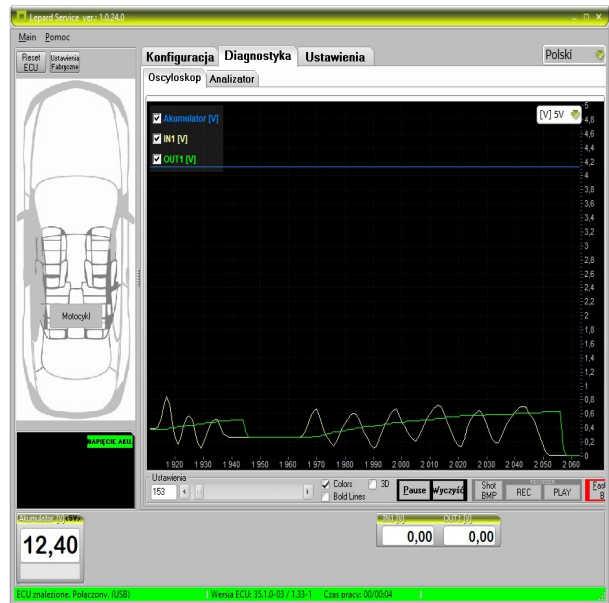 Lepard Service ver.: 1.0.24.0
Main Pomoc
Reset ECU
Ustawienia Fabryczne
Konfiguracja Diagnostyka Ustawienia
Polski
Oscyloskop Analizator
Akumulator [V]
IN1 [V]
OUT1 [V]
[V] 5V
5
4,8
4,6
4,4
4,2
4
3,8
3,6
3,4
3,2
3
2,8
2,6
2,4
2,2
2
1,8
1,6
1,4
1,2
1
0,8
0,6
0,4
0,2
0
Motocykl
NAPIĘCIE AKU.
1 920 1 930 1 940 1 950 1 960 1 970 1 980 1 990 2 000 2 010 2 020 2 030 2 040 2 050 2 060
Ustawienia
153
Colors
3D
Bold Lines
Pause
Wyczyść
Shot BMP
RECORDER
REC
PLAY
Akumulator [V]
12,40
IN1 [V]
0,00
OUT1 [V]
0,00
ECU znalezione. Połaczony. (USB)
Wersja ECU: 35.1.0-03 / 1.33-1
Czas pracy: 00/00:04